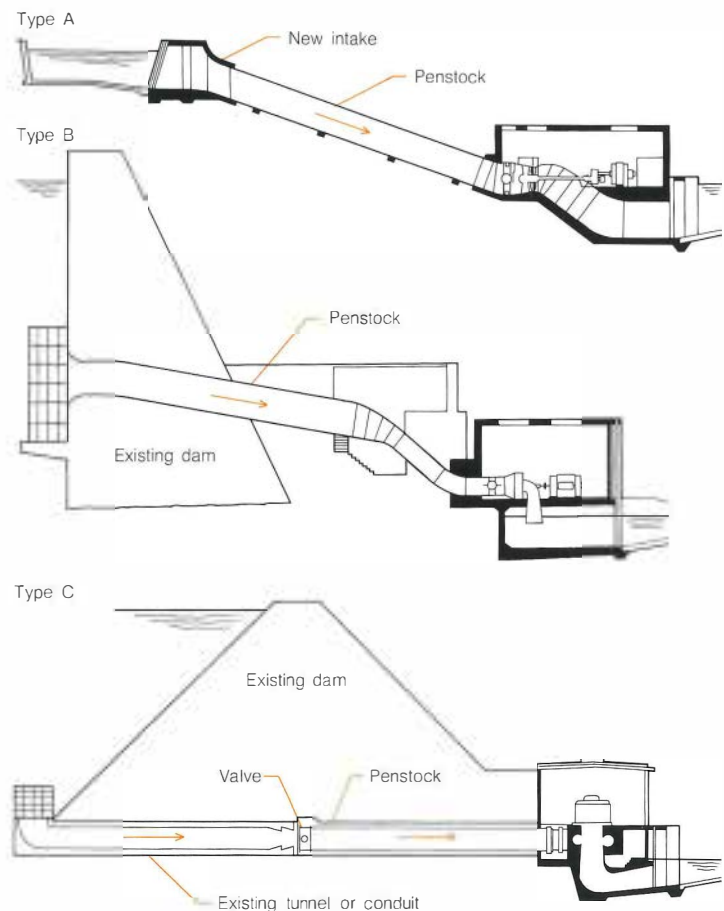 Type A
New intake
Penstock
Type B
Penstock
Existing dam
Type C
Existing dam
Valve
Penstock
Existing tunnel or conduit